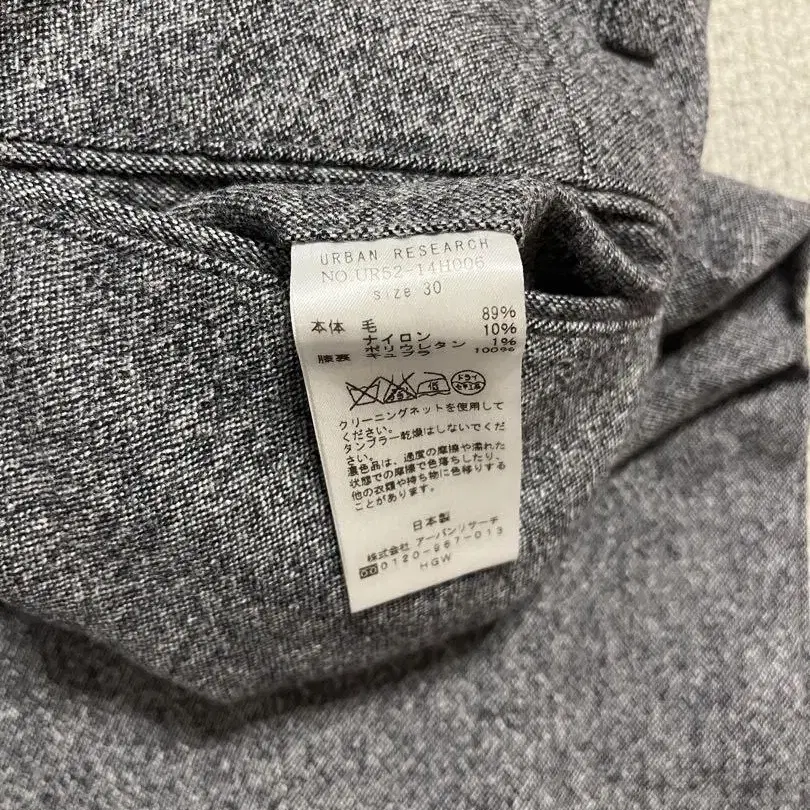 URBAN RESEARCH
NO.UR52-14H006
size 30
本体 毛 89%
ナイロン 10%
ポリウレタン 1%
膝裏 キュプラ 100%
クリーニングネットを使用して
ください。
タンブラー乾燥はしないでくだ
さい。
濃色品は、過度の摩擦や濡れた
状態での摩擦で色落ちしたり、
他の衣類や持ち物に色移りする
ことがあります。
日本製
株式会社 アーバンリサーチ
0120-967-013
HGW